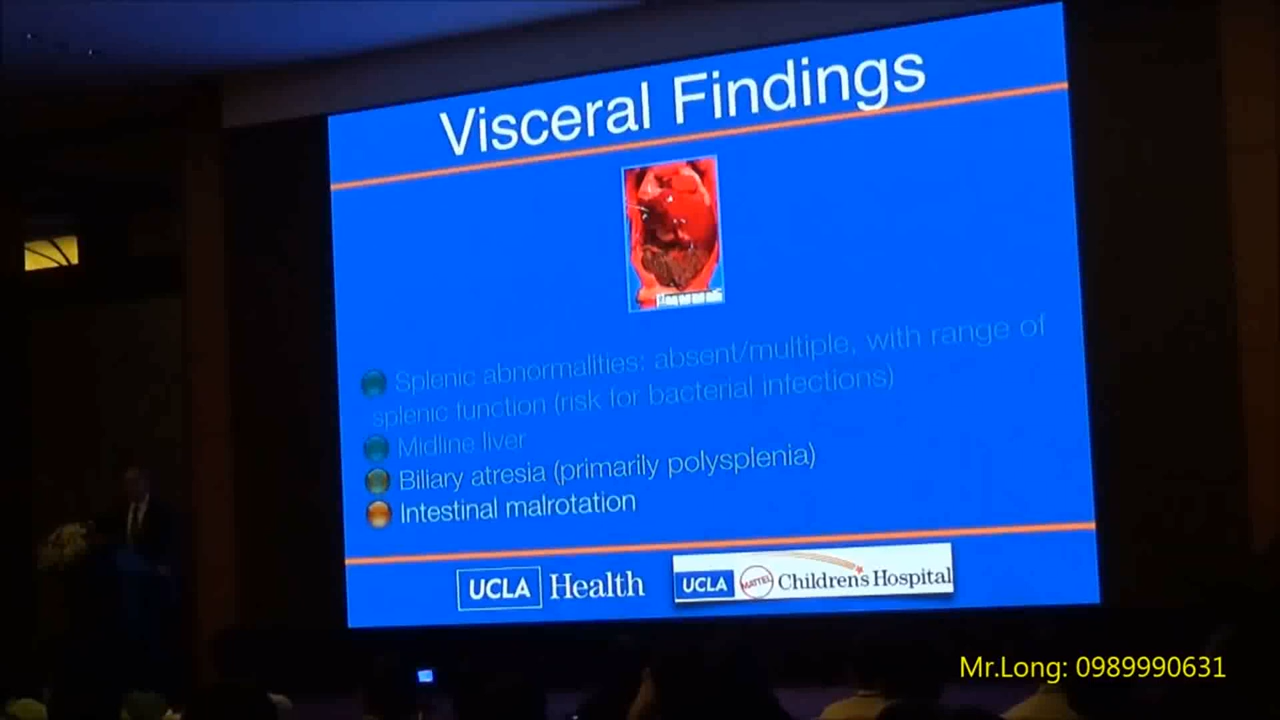 Visceral Findings
Splenic abnormalities: absent/multiple, with range of
splenic function (risk for bacterial infections)
Midline liver
Biliary atresia (primarily polysplenia)
Intestinal malrotation
UCLA Health
UCLA MATTEL Children's Hospital
Mr.Long: 0989990631